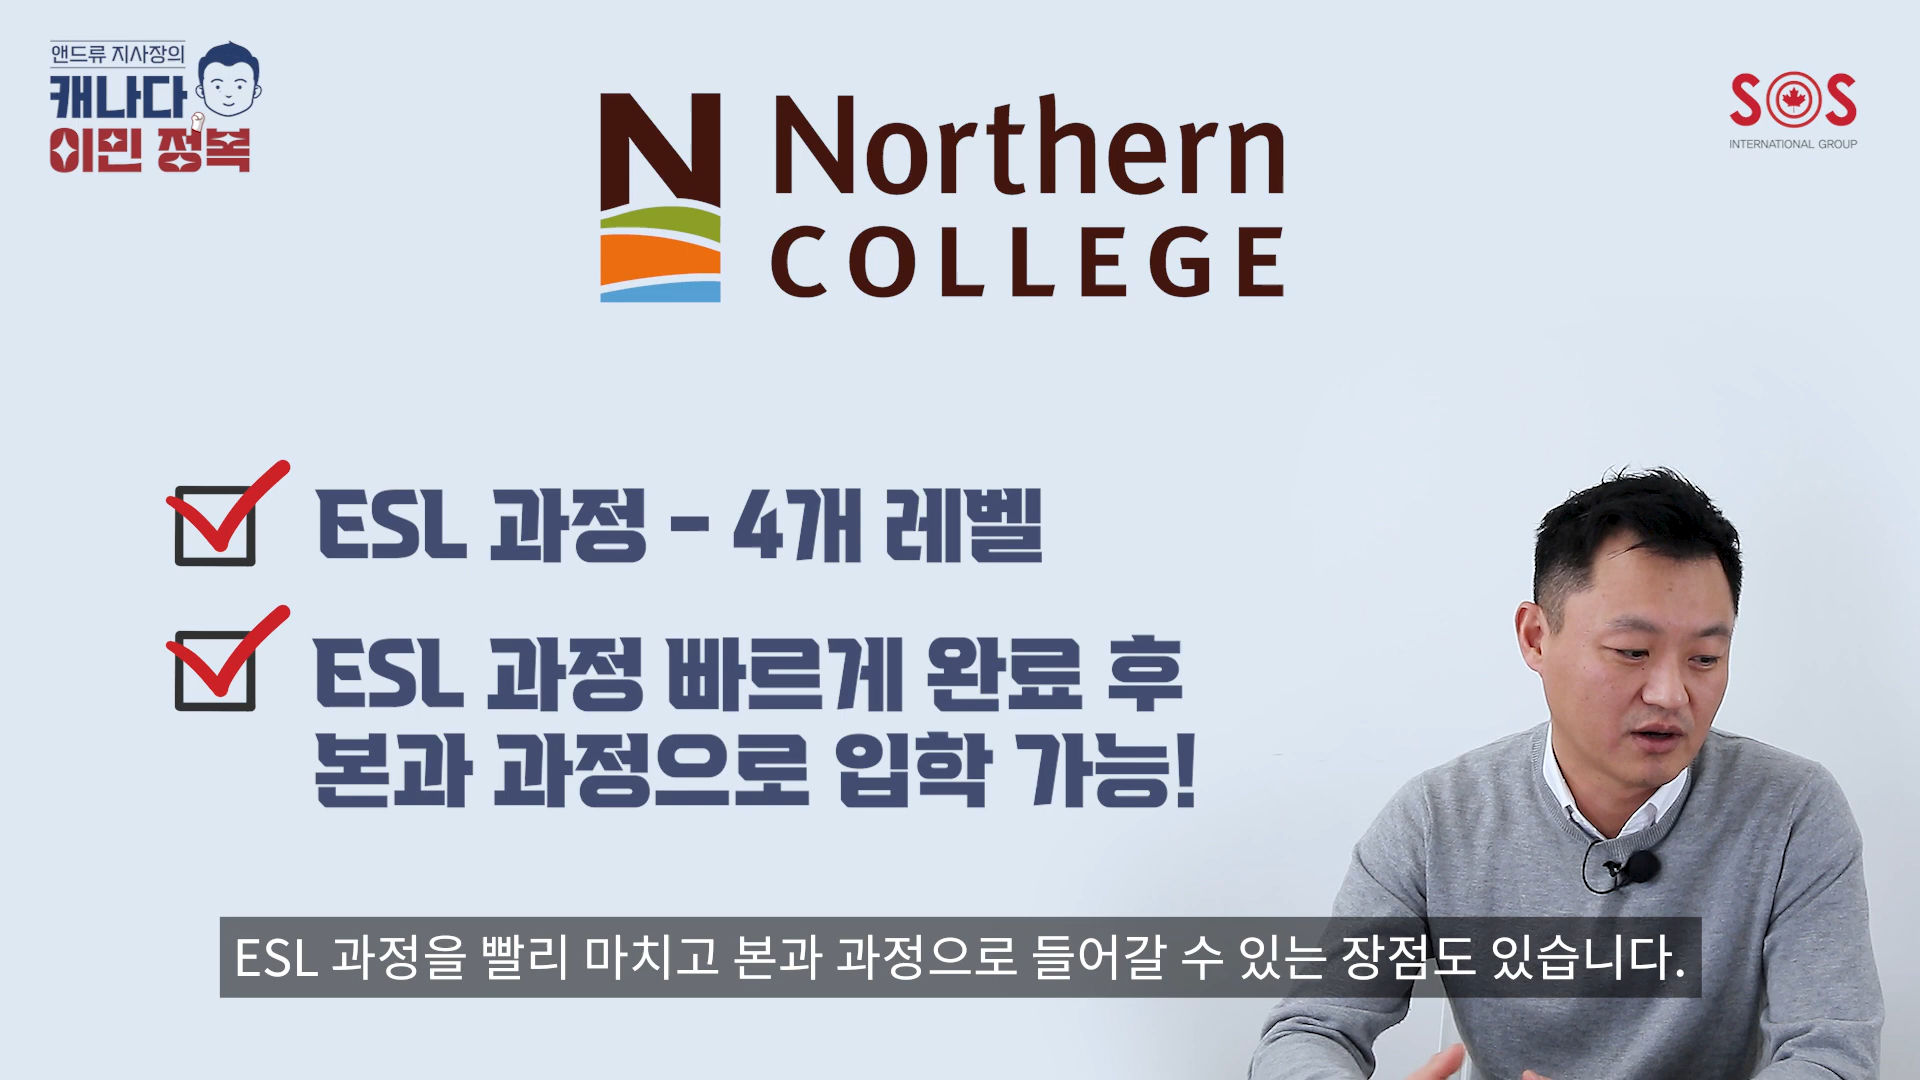 앤드류 지사장의
캐나다
이민 정복
Northern
COLLEGE
SOS
INTERNATIONAL GROUP
ESL 과정 - 4개 레벨
ESL 과정 빠르게 완료 후
본과 과정으로 입학 가능!
ESL 과정을 빨리 마치고 본과 과정으로 들어갈 수 있는 장점도 있습니다.